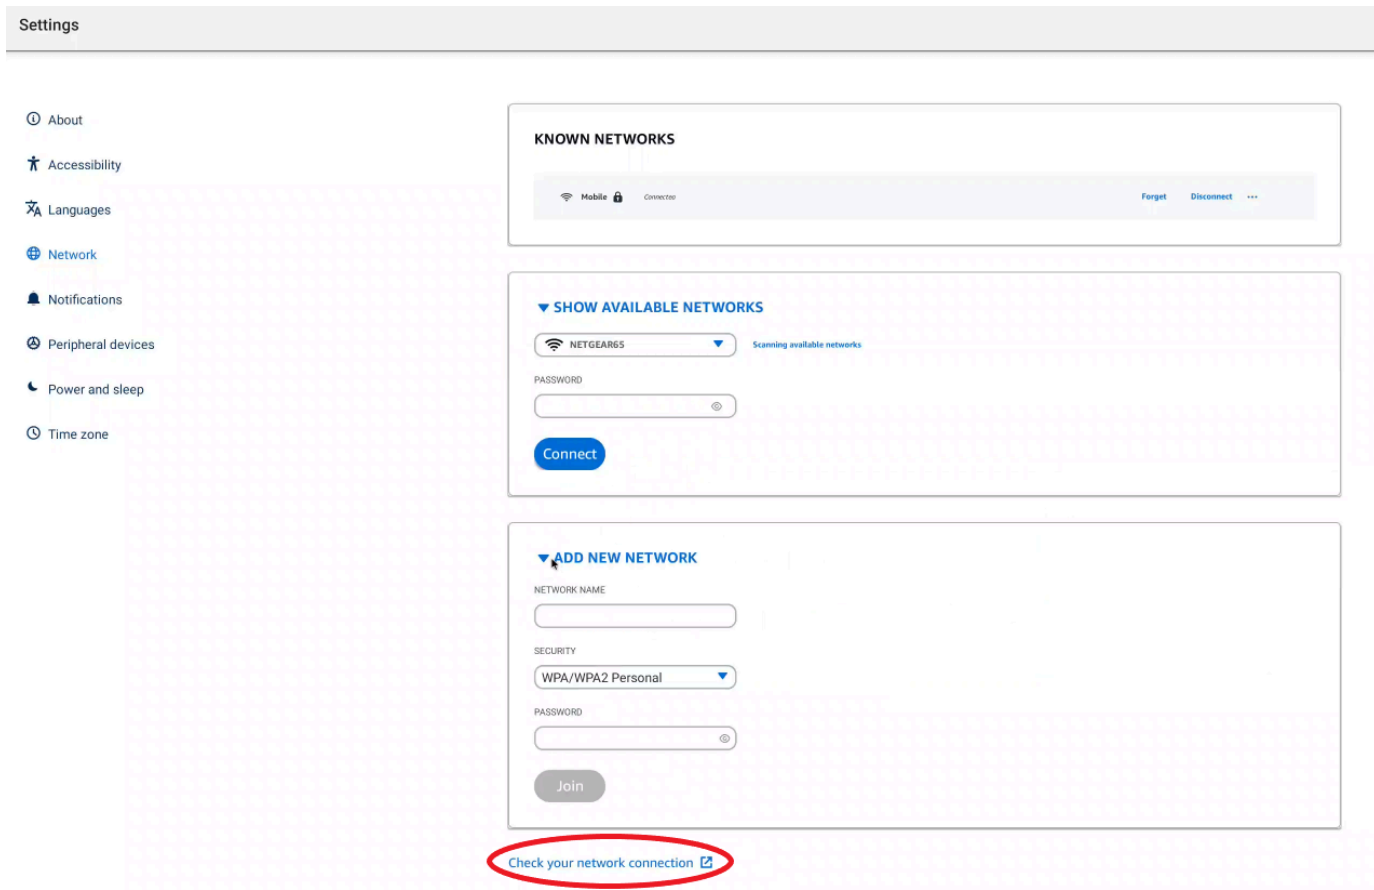 Settings
About
Accessibility
Languages
Network
Notifications
Peripheral devices
Power and sleep
Time zone
KNOWN NETWORKS
Mobile Connected Forget Disconnect ···
SHOW AVAILABLE NETWORKS
NETGEAR65 Scanning available networks
PASSWORD
Connect
ADD NEW NETWORK
NETWORK NAME
SECURITY
WPA/WPA2 Personal
PASSWORD
Join
Check your network connection